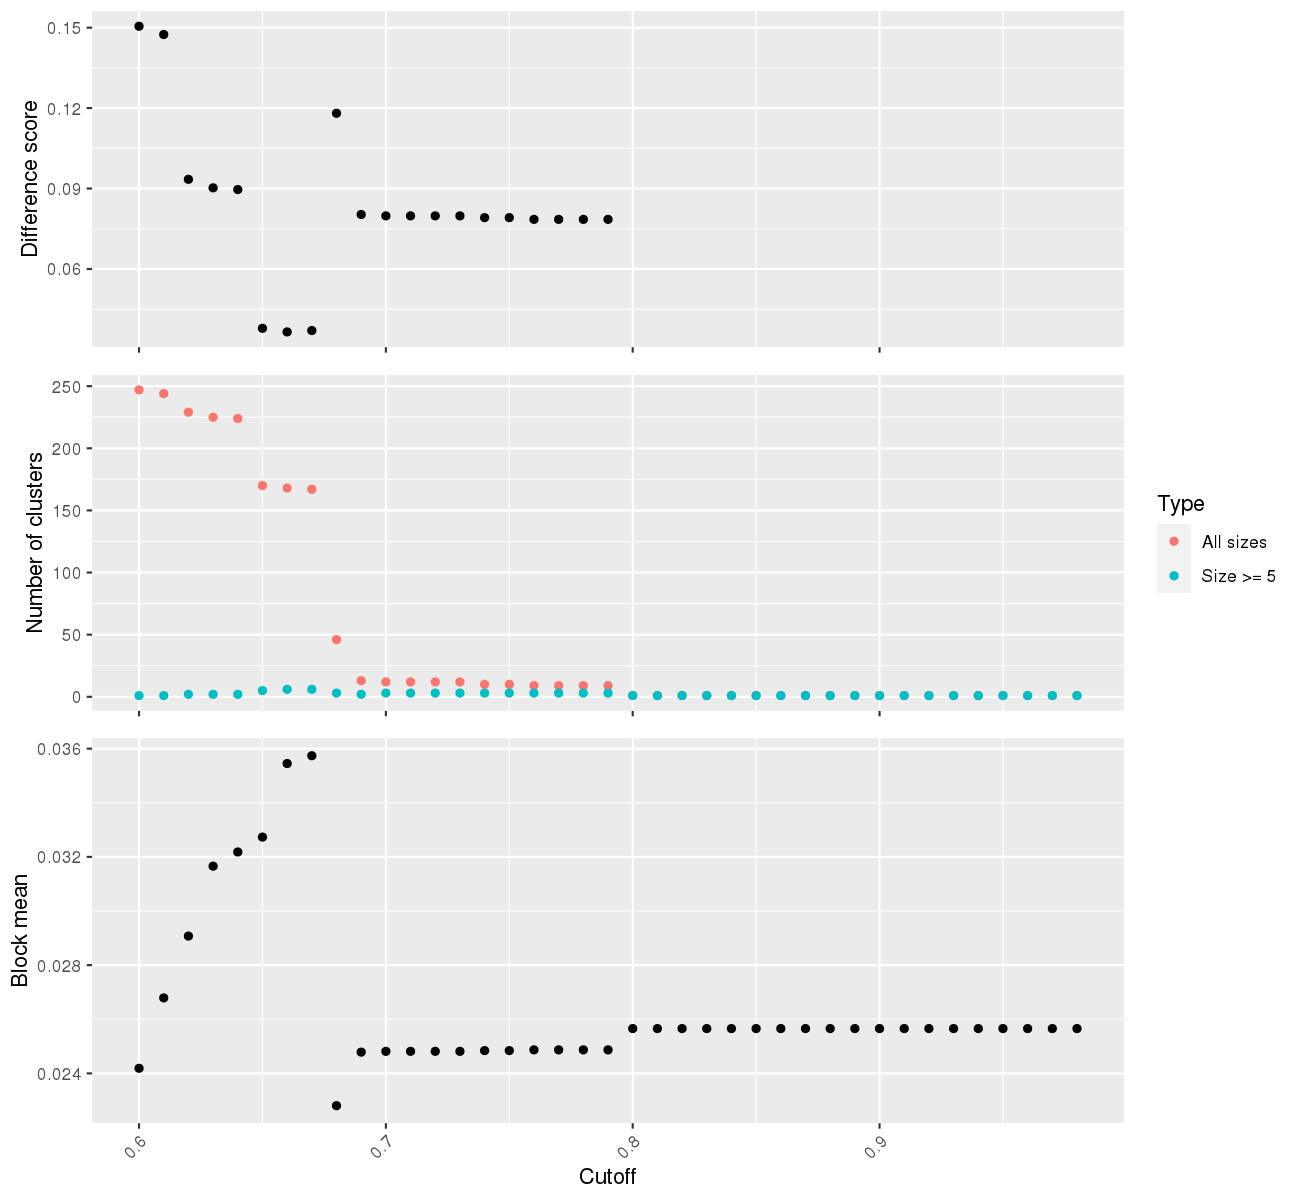 Difference score
0.15
0.12
0.09
0.06
Number of clusters
250
200
150
100
50
0
Type
All sizes
Size >= 5
Block mean
0.036
0.032
0.028
0.024
0.6 0.7 0.8 0.9
Cutoff